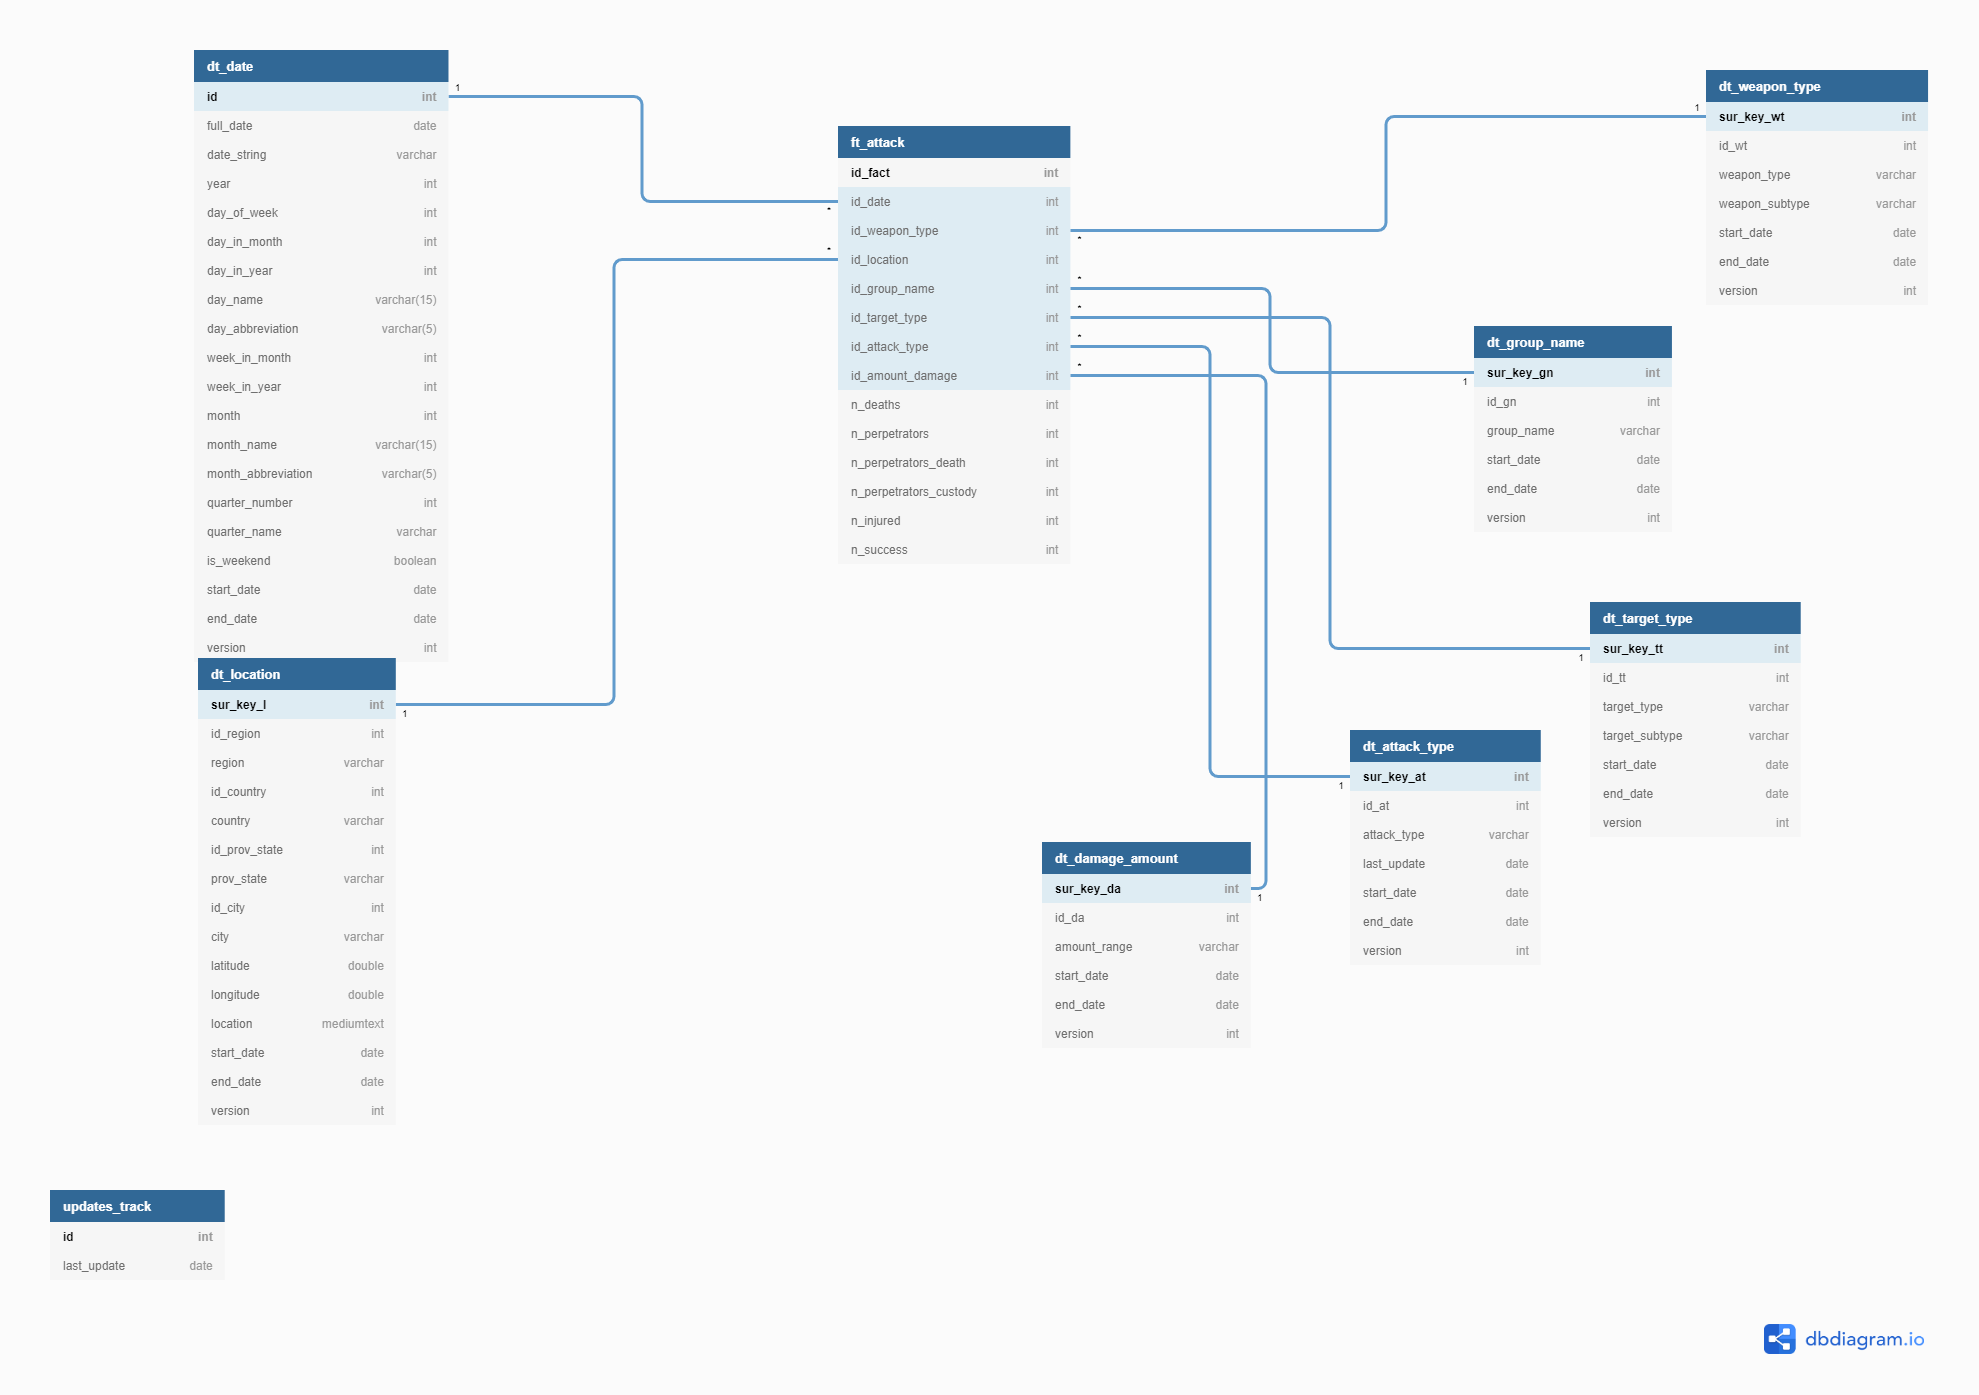 dt_date
1
id int
full_date date
date_string varchar
year int
day_of_week int
day_in_month int
day_in_year int
day_name varchar(15)
day_abbreviation varchar(5)
week_in_month int
week_in_year int
month int
month_name varchar(15)
month_abbreviation varchar(5)
quarter_number int
quarter_name varchar
is_weekend boolean
start_date date
end_date date
version int
dt_location
sur_key_l int
1
id_region int
region varchar
id_country int
country varchar
id_prov_state int
prov_state varchar
id_city int
city varchar
latitude double
longitude double
location mediumtext
start_date date
end_date date
version int
updates_track
id int
last_update date
ft_attack
id_fact int
id_date int
*
id_weapon_type int
*
*
id_location int
*
id_group_name int
*
id_target_type int
*
id_attack_type int
*
id_amount_damage int
n_deaths int
n_perpetrators int
n_perpetrators_death int
n_perpetrators_custody int
n_injured int
n_success int
dt_damage_amount
sur_key_da int
1
id_da int
amount_range varchar
start_date date
end_date date
version int
dt_attack_type
sur_key_at int
1
id_at int
attack_type varchar
last_update date
start_date date
end_date date
version int
dt_group_name
sur_key_gn int
1
id_gn int
group_name varchar
start_date date
end_date date
version int
dt_target_type
sur_key_tt int
1
id_tt int
target_type varchar
target_subtype varchar
start_date date
end_date date
version int
dt_weapon_type
1
sur_key_wt int
id_wt int
weapon_type varchar
weapon_subtype varchar
start_date date
end_date date
version int
dbdiagram.io